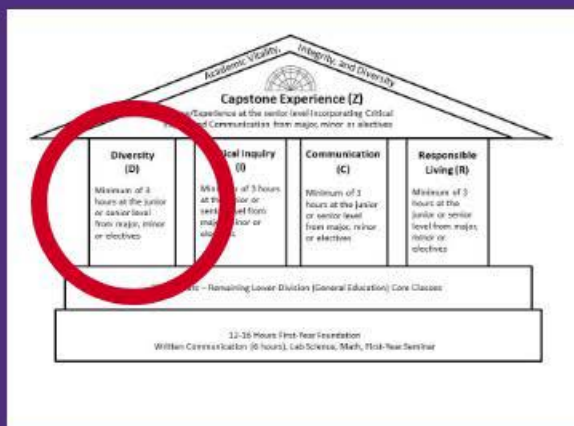 Academic Vitality, Integrity, and Diversity
Capstone Experience (Z)
/Experience at the senior level Incorporating Critical
and Communication from major, minor or electives
Diversity
(D)
Minimum of 3
hours at the junior
or senior level
from major, minor
or electives
ical Inquiry
(I)
of 3 hours
at the junior or
senior level from
major, minor or
Communication
(C)
Minimum of 3
hours at the junior
or senior level
from major, minor
or electives
Responsible
Living (R)
Minimum of 3
hours at the
junior or senior
level from major,
minor or
electives
– Remaining Lower-Division (General Education) Core Classes
12-16 Hours First-Year Foundation
Written Communication (6 hours), Lab Science, Math, First-Year Seminar